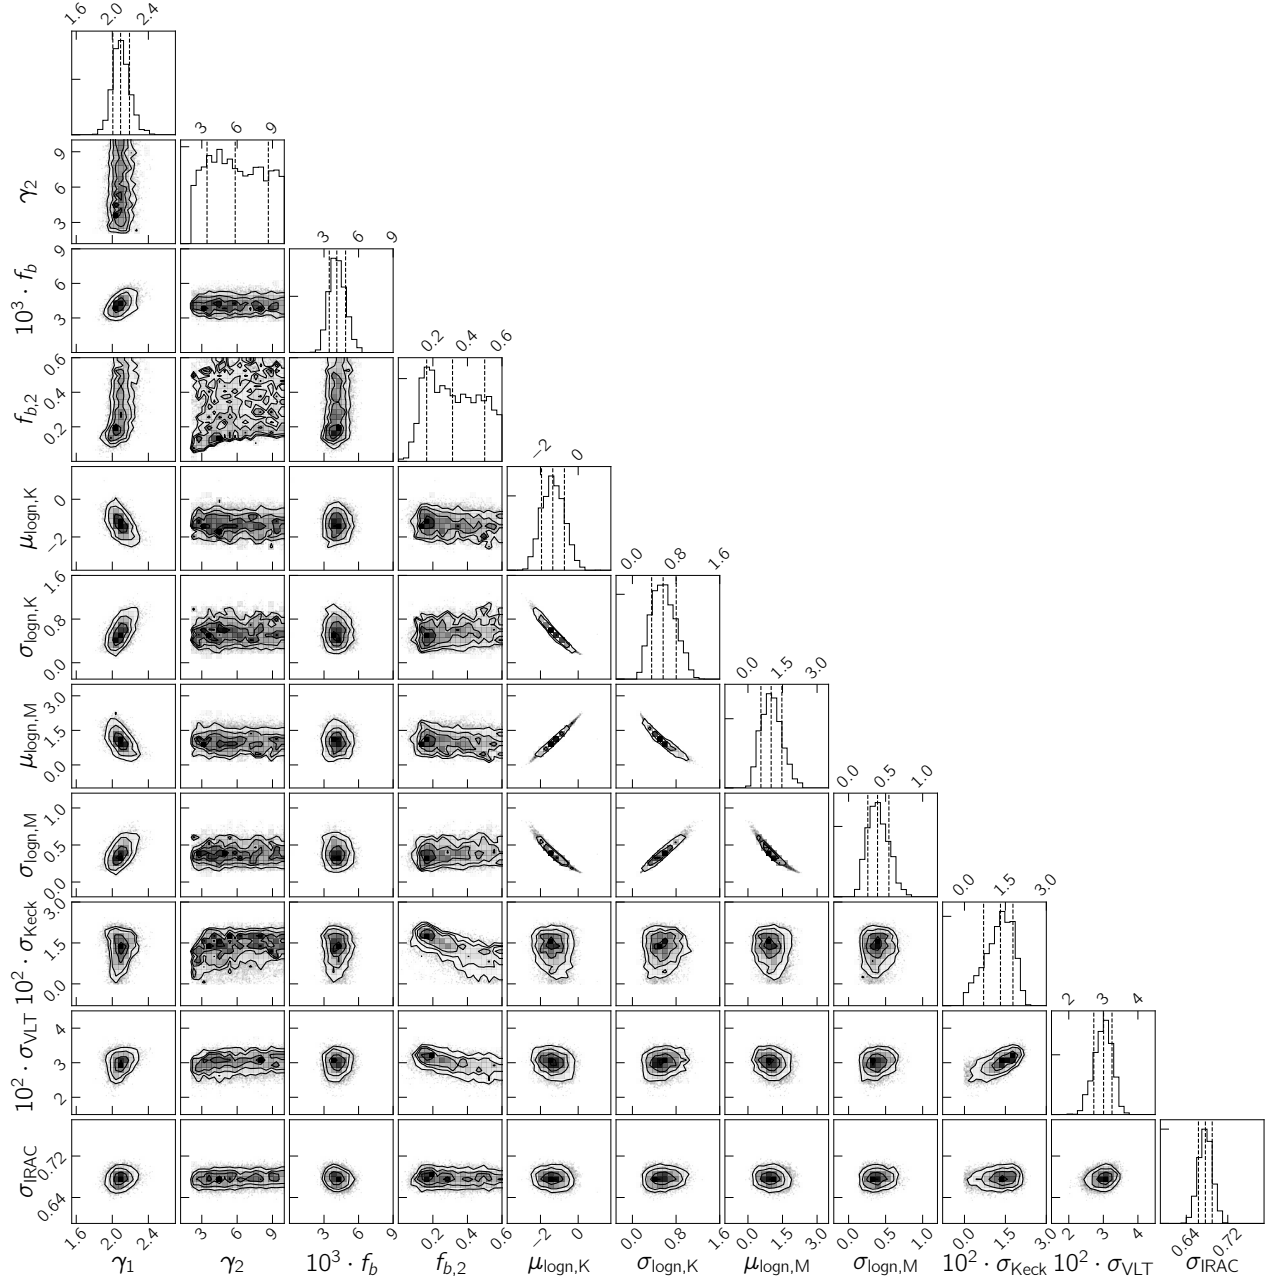 1.6 2.0 2.4
3 6 9
9 6 3 γ₂
3 6 9
9 6 3 10³ · f_b
0.2 0.4 0.6
0.6 0.4 0.2 f_b,2
−2 0
0 −2 μ_logn,K
0.0 0.8 1.6
1.6 0.8 0.0 σ_logn,K
0.0 1.5 3.0
3.0 1.5 0.0 μ_logn,M
0.0 0.5 1.0
1.0 0.5 0.0 σ_logn,M
0.0 1.5 3.0
3.0 1.5 0.0 10² · σ_Keck
2 3 4
4 3 2 10² · σ_VLT
0.72 0.64 σ_IRAC
1.6 2.0 2.4 3 6 9 3 6 9 0.2 0.4 0.6 −2 0 0.0 0.8 1.6 0.0 1.5 3.0 0.0 0.5 1.0 0.0 1.5 3.0 2 3 4 0.64 0.72
γ₁ γ₂ 10³ · f_b f_b,2 μ_logn,K σ_logn,K μ_logn,M σ_logn,M 10² · σ_Keck 10² · σ_VLT σ_IRAC